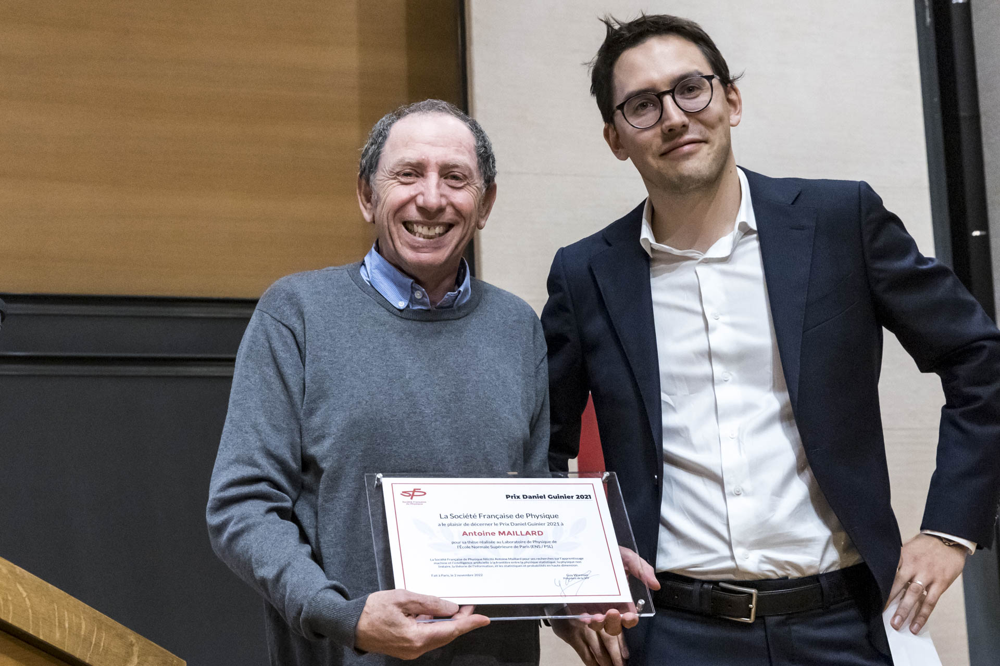 SFP
Société Française
de Physique
Prix Daniel Guinier 2021
La Société Française de Physique
a le plaisir de décerner le Prix Daniel Guinier 2021 à
Antoine MAILLARD
pour sa thèse réalisée au Laboratoire de Physique de
l'École Normale Supérieure de Paris (ENS / PSL)
La Société Française de Physique félicite Antoine Maillard pour ses recherches sur l'apprentissage
machine et l'intelligence artificielle à la frontière entre la physique statistique, la physique non
linéaire, la théorie de l'information, et les statistiques et probabilités en haute dimension.
Fait à Paris, le 2 novembre 2022
Guy Wormser
Président de la SFP